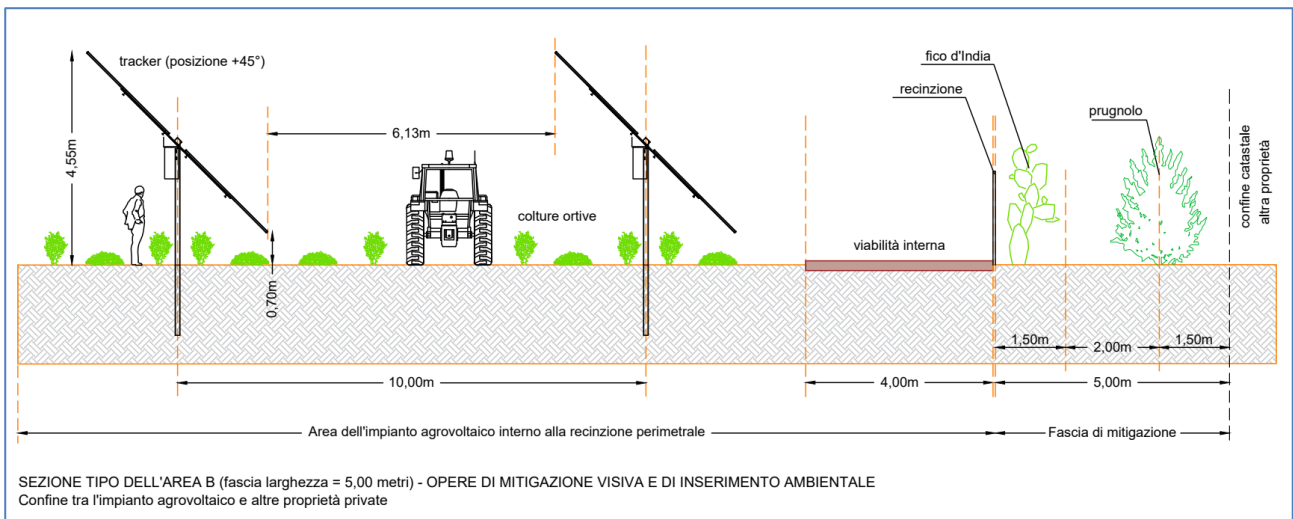 fico d'India
tracker (posizione +45°)
recinzione
prugnolo
6,13m
4,55m
confine catastale
altra proprietà
colture ortive
viabilità interna
0,70m
1,50m
2,00m
1,50m
10,00m
4,00m
5,00m
Area dell'impianto agrovoltaico interno alla recinzione perimetrale
Fascia di mitigazione
SEZIONE TIPO DELL'AREA B (fascia larghezza = 5,00 metri) - OPERE DI MITIGAZIONE VISIVA E DI INSERIMENTO AMBIENTALE
Confine tra l'impianto agrovoltaico e altre proprietà private